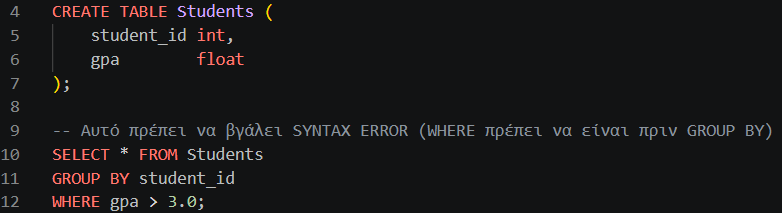 4 CREATE TABLE Students (
5 student_id int,
6 gpa float
7 );
8
9 -- Αυτό πρέπει να βγάλει SYNTAX ERROR (WHERE πρέπει να είναι πριν GROUP BY)
10 SELECT * FROM Students
11 GROUP BY student_id
12 WHERE gpa > 3.0;